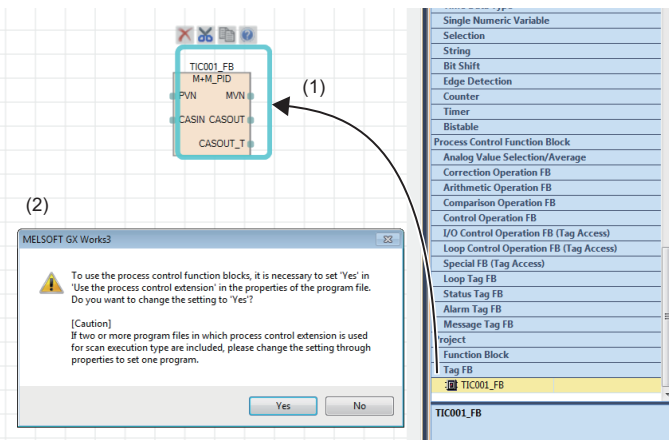 TIC001_FB
M+M_PID
PVN MVN
CASIN CASOUT
CASOUT_T
(1)
(2)
MELSOFT GX Works3
To use the process control function blocks, it is necessary to set 'Yes' in
'Use the process control extension' in the properties of the program file.
Do you want to change the setting to 'Yes'?
[Caution]
If two or more program files in which process control extension is used
for scan execution type are included, please change the setting through
properties to set one program.
Yes No
Single Numeric Variable
Selection
String
Bit Shift
Edge Detection
Counter
Timer
Bistable
Process Control Function Block
Analog Value Selection/Average
Correction Operation FB
Arithmetic Operation FB
Comparison Operation FB
Control Operation FB
I/O Control Operation FB (Tag Access)
Loop Control Operation FB (Tag Access)
Special FB (Tag Access)
Loop Tag FB
Status Tag FB
Alarm Tag FB
Message Tag FB
Project
Function Block
Tag FB
TIC001_FB
TIC001_FB